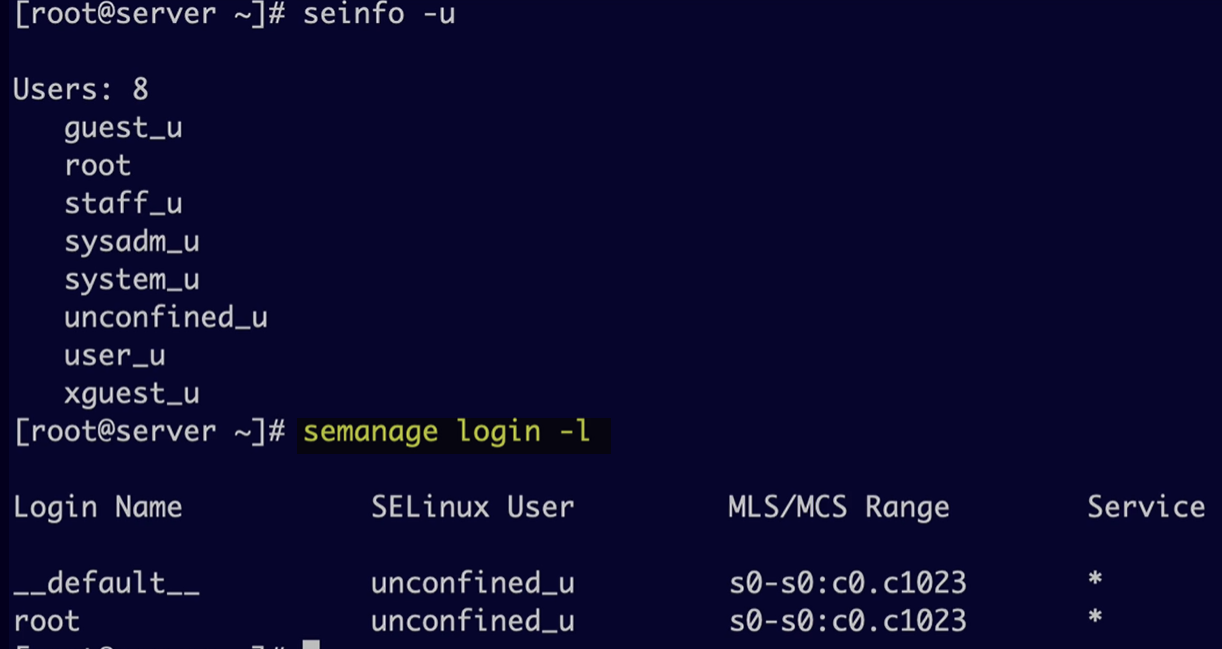 [root@server ~]# seinfo -u
Users: 8
guest_u
root
staff_u
sysadm_u
system_u
unconfined_u
user_u
xguest_u
[root@server ~]# semanage login -l
Login Name SELinux User MLS/MCS Range Service
__default__ unconfined_u s0-s0:c0.c1023 *
root unconfined_u s0-s0:c0.c1023 *